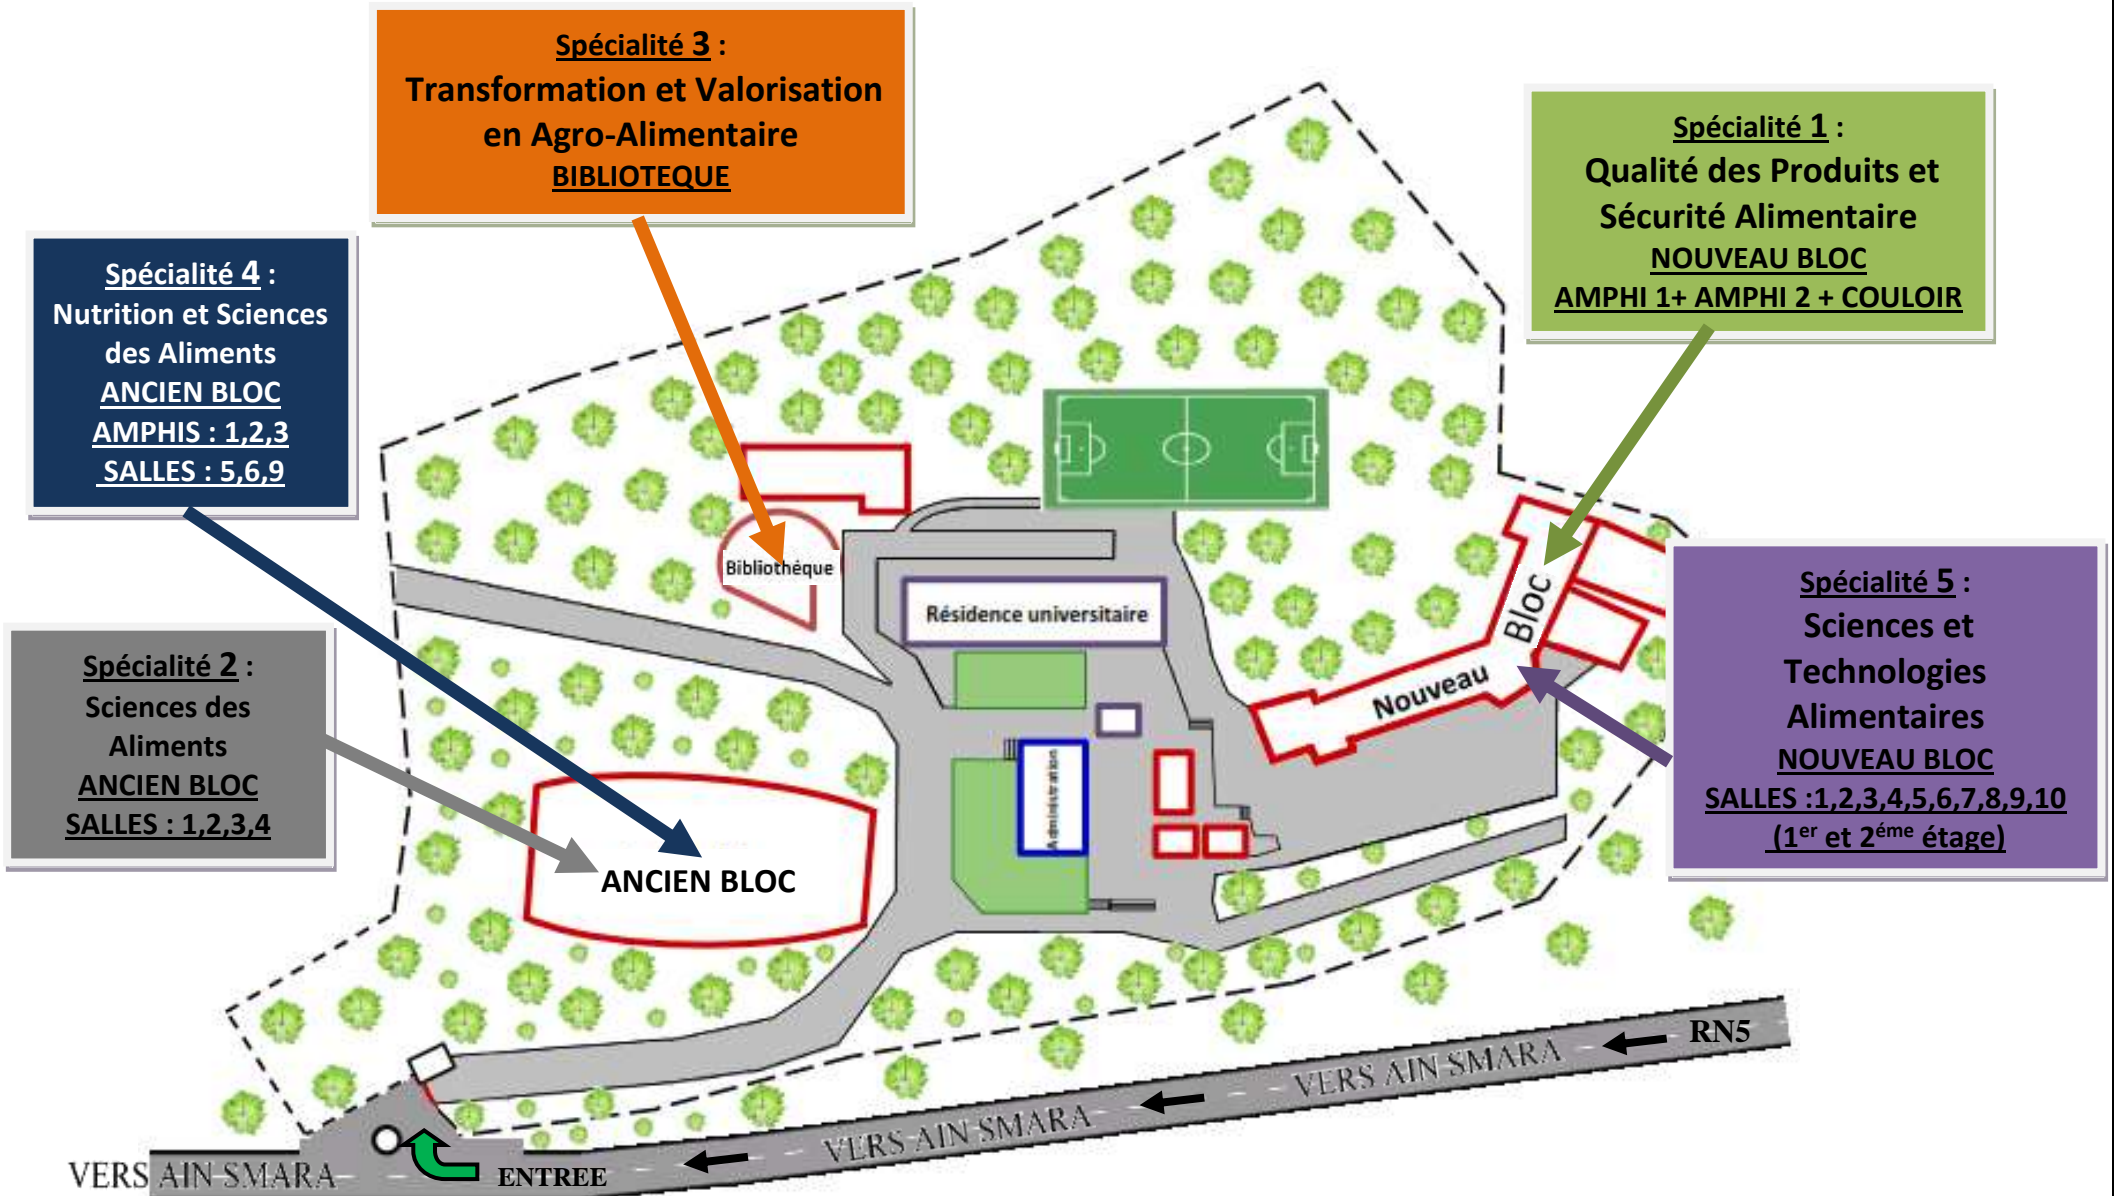 Spécialité 3 :
Transformation et Valorisation
en Agro-Alimentaire
BIBLIOTEQUE
Spécialité 1 :
Qualité des Produits et
Sécurité Alimentaire
NOUVEAU BLOC
AMPHI 1+ AMPHI 2 + COULOIR
Spécialité 4 :
Nutrition et Sciences
des Aliments
ANCIEN BLOC
AMPHIS : 1,2,3
SALLES : 5,6,9
Spécialité 2 :
Sciences des
Aliments
ANCIEN BLOC
SALLES : 1,2,3,4
Spécialité 5 :
Sciences et
Technologies
Alimentaires
NOUVEAU BLOC
SALLES :1,2,3,4,5,6,7,8,9,10
(1er et 2éme étage)
Bibliothéque
Résidence universitaire
Nouveau Bloc
Administration
ANCIEN BLOC
RN5
VERS AIN SMARA
VERS AIN SMARA
VERS AIN SMARA
ENTREE